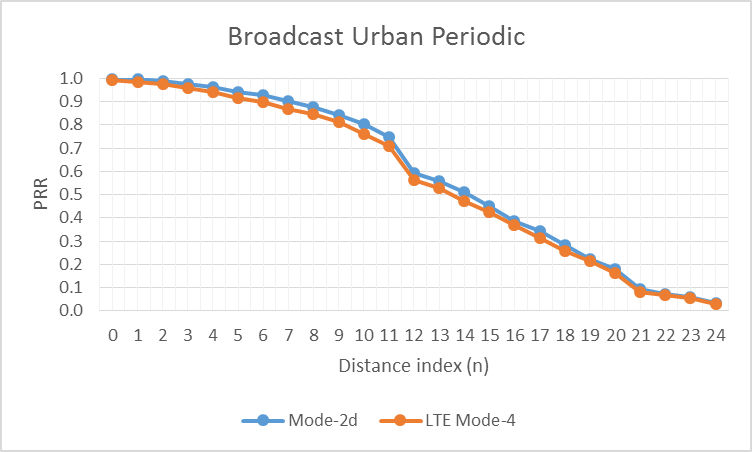 Broadcast Urban Periodic
1.0
0.9
0.8
0.7
0.6
0.5
0.4
0.3
0.2
0.1
0.0
PRR
0 1 2 3 4 5 6 7 8 9 10 11 12 13 14 15 16 17 18 19 20 21 22 23 24
Distance index (n)
Mode-2d LTE Mode-4